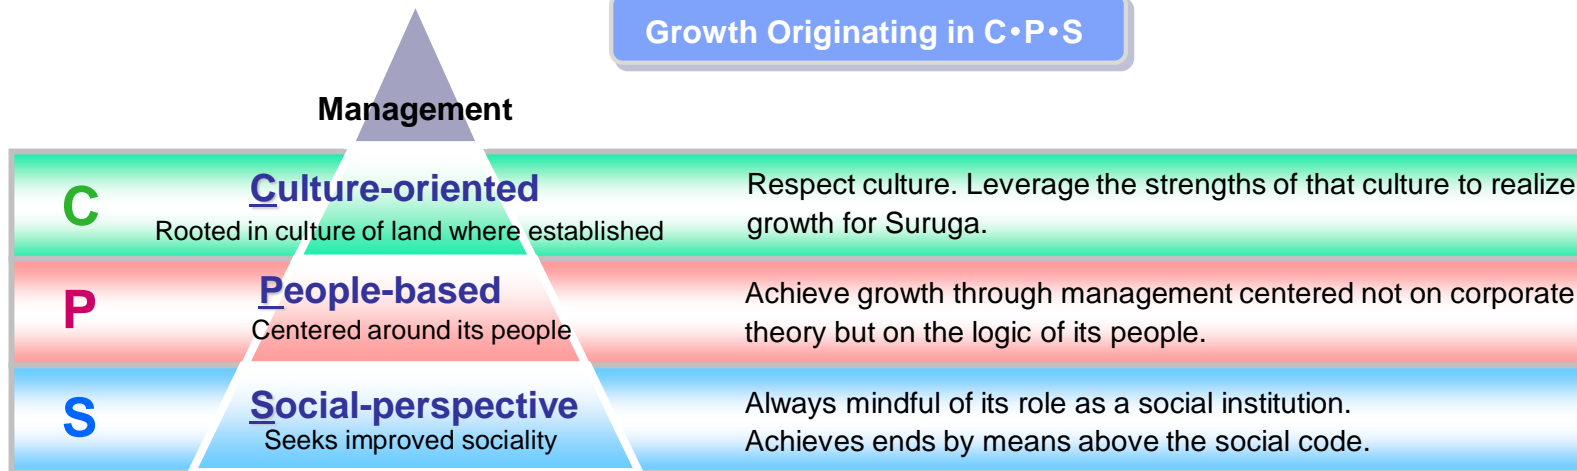 Growth Originating in C・P・S
Management
C
Culture-oriented
Rooted in culture of land where established
Respect culture. Leverage the strengths of that culture to realize
growth for Suruga.
P
People-based
Centered around its people
Achieve growth through management centered not on corporate
theory but on the logic of its people.
S
Social-perspective
Seeks improved sociality
Always mindful of its role as a social institution.
Achieves ends by means above the social code.